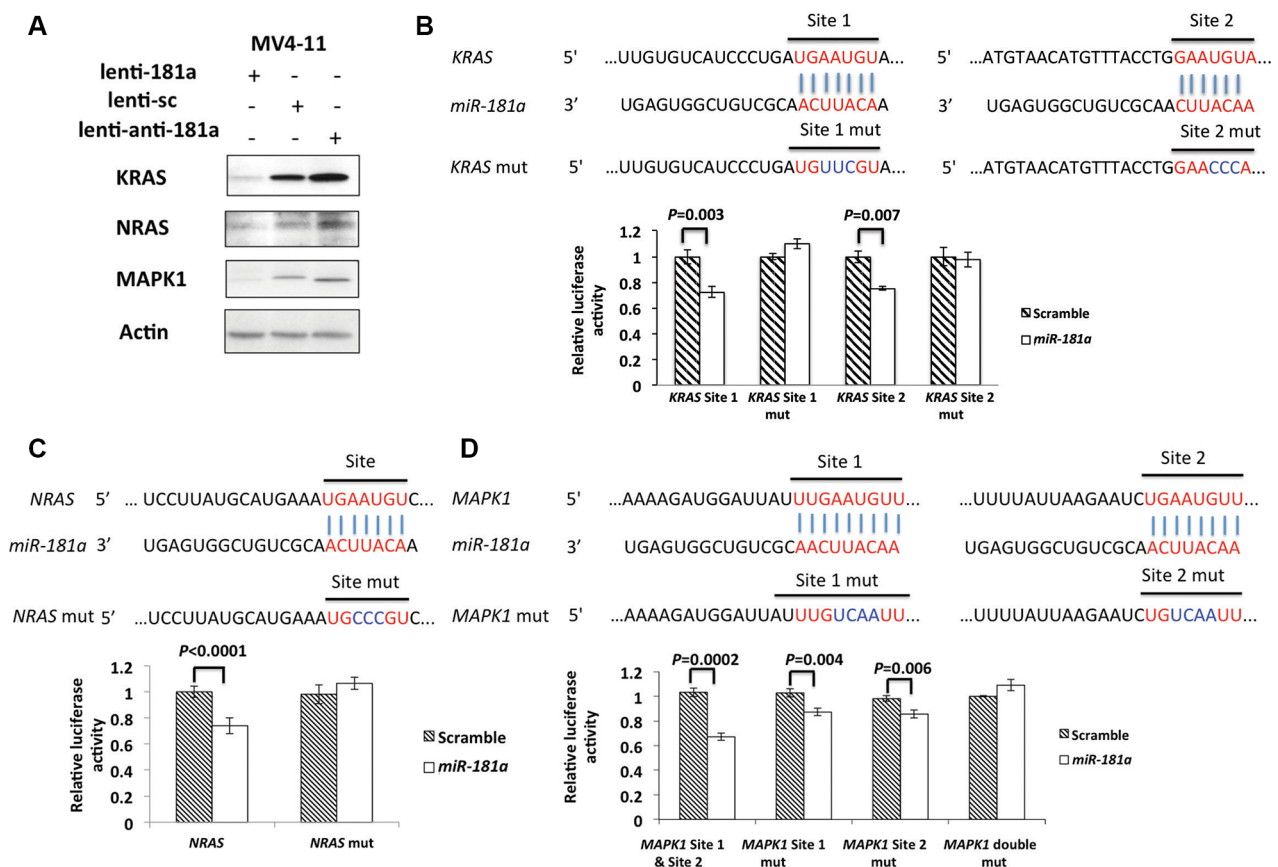 A
MV4-11
lenti-181a + - -
lenti-sc - + -
lenti-anti-181a - - +
KRAS
NRAS
MAPK1
Actin
B
Site 1
Site 2
KRAS 5' ...UUGUGUCAUCCCUGAUGAAUGUA... 5' ...ATGTAACATGTTTACCTGGAAUGUA...
miR-181a 3′ UGAGUGGCUGUCGCAACUUACAA 3′ UGAGUGGCUGUCGCAACUUACAA
Site 1 mut
Site 2 mut
KRAS mut 5' ...UUGUGUCAUCCCUGAUGUUCGUA... 5' ...ATGTAACATGTTTACCTGGAACCCA...
P=0.003
P=0.007
Relative luciferase activity
1.2
1
0.8
0.6
0.4
0.2
0
Scramble
miR-181a
KRAS Site 1
KRAS Site 1 mut
KRAS Site 2
KRAS Site 2 mut
C
Site
NRAS 5′ ... UCCUUAUGCAUGAAAUGAAUGUC...
miR-181a 3′ UGAGUGGCUGUCGCAACUUACAA
Site mut
NRAS mut 5′ ...UCCUUAUGCAUGAAAUGCCCGUC...
P<0.0001
Relative luciferase activity
1.2
1
0.8
0.6
0.4
0.2
0
Scramble
miR-181a
NRAS
NRAS mut
D
Site 1
Site 2
MAPK1 5' ...AAAAGAUGGAUUAUUUGAAUGUU... ...UUUUAUUAAGAAUCUGAAUGUU...
miR-181a 3′ UGAGUGGCUGUCGCAACUUACAA UGAGUGGCUGUCGCAACUUACAA
Site 1 mut
Site 2 mut
MAPK1 mut 5' ...AAAAGAUGGAUUAUUUGUCAAUU... ...UUUUAUUAAGAAUCUGUCAAUU...
P=0.0002
P=0.004
P=0.006
Relative luciferase activity
1.2
1
0.8
0.6
0.4
0.2
0
Scramble
miR-181a
MAPK1 Site 1 & Site 2
MAPK1 Site 1 mut
MAPK1 Site 2 mut
MAPK1 double mut